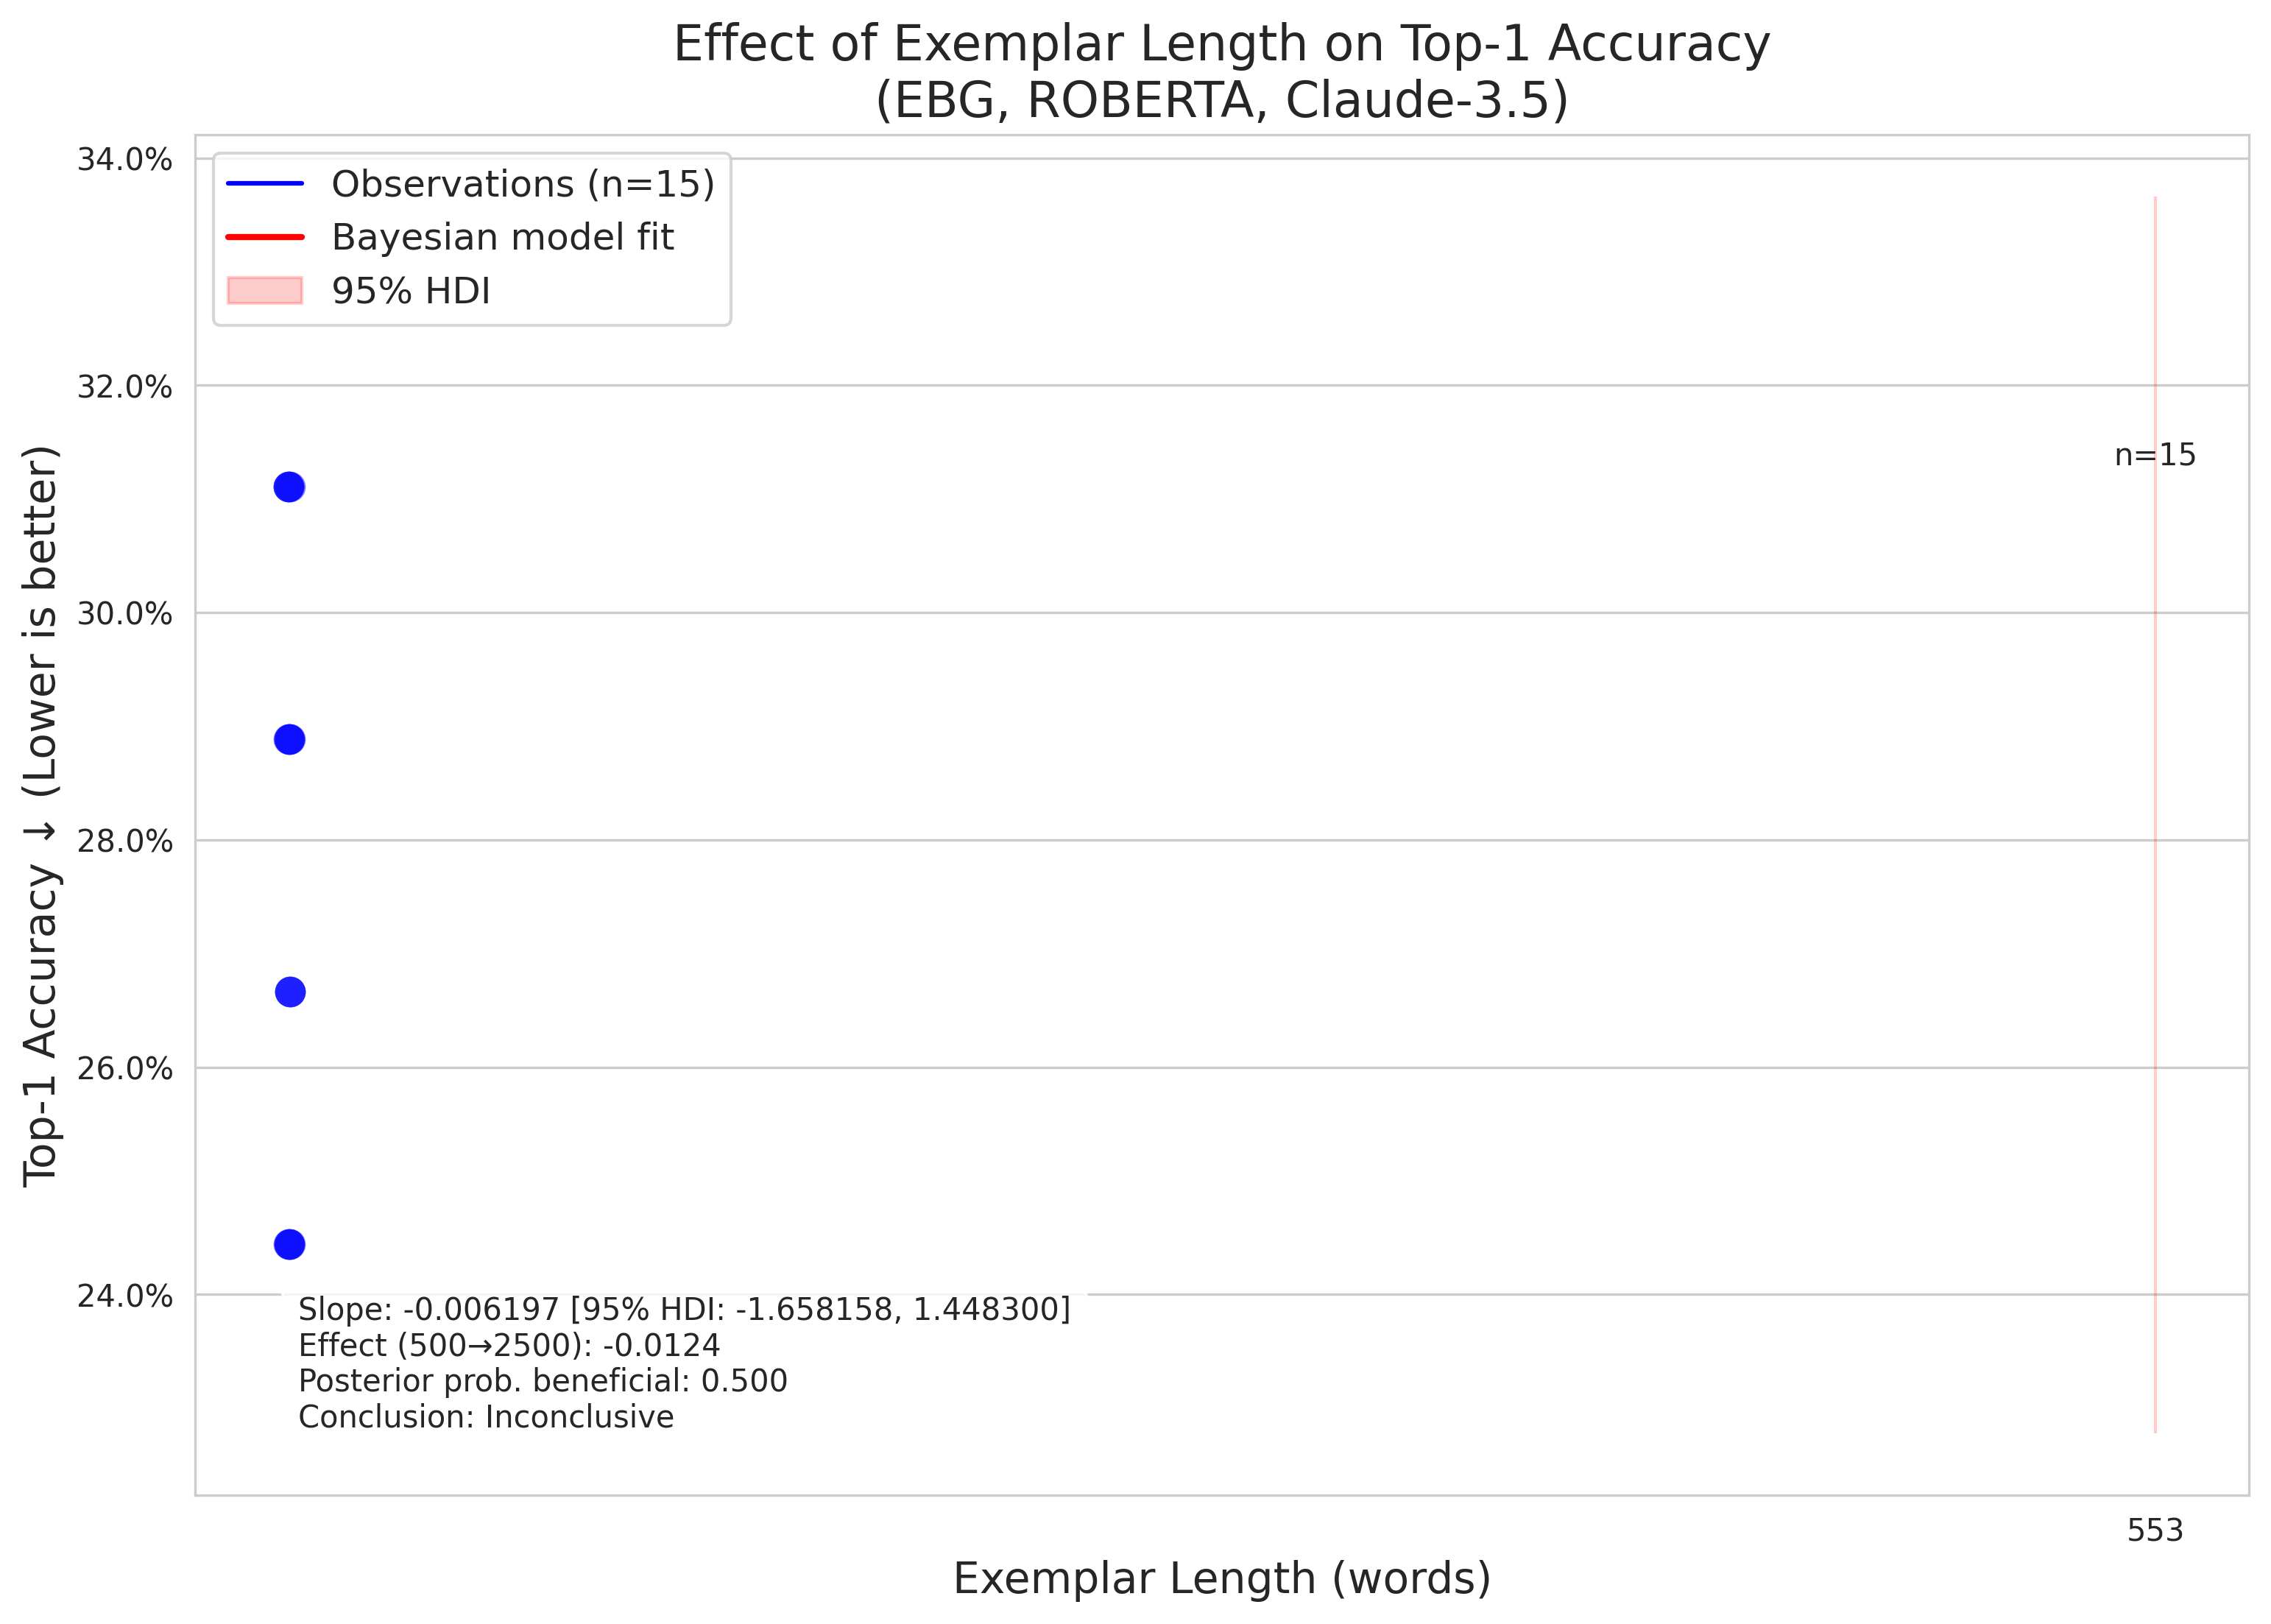 Effect of Exemplar Length on Top-1 Accuracy
(EBG, ROBERTA, Claude-3.5)
Observations (n=15)
Bayesian model fit
95% HDI
Top-1 Accuracy ↓ (Lower is better)
34.0%
32.0%
30.0%
28.0%
26.0%
24.0%
n=15
Slope: -0.006197 [95% HDI: -1.658158, 1.448300]
Effect (500→2500): -0.0124
Posterior prob. beneficial: 0.500
Conclusion: Inconclusive
553
Exemplar Length (words)